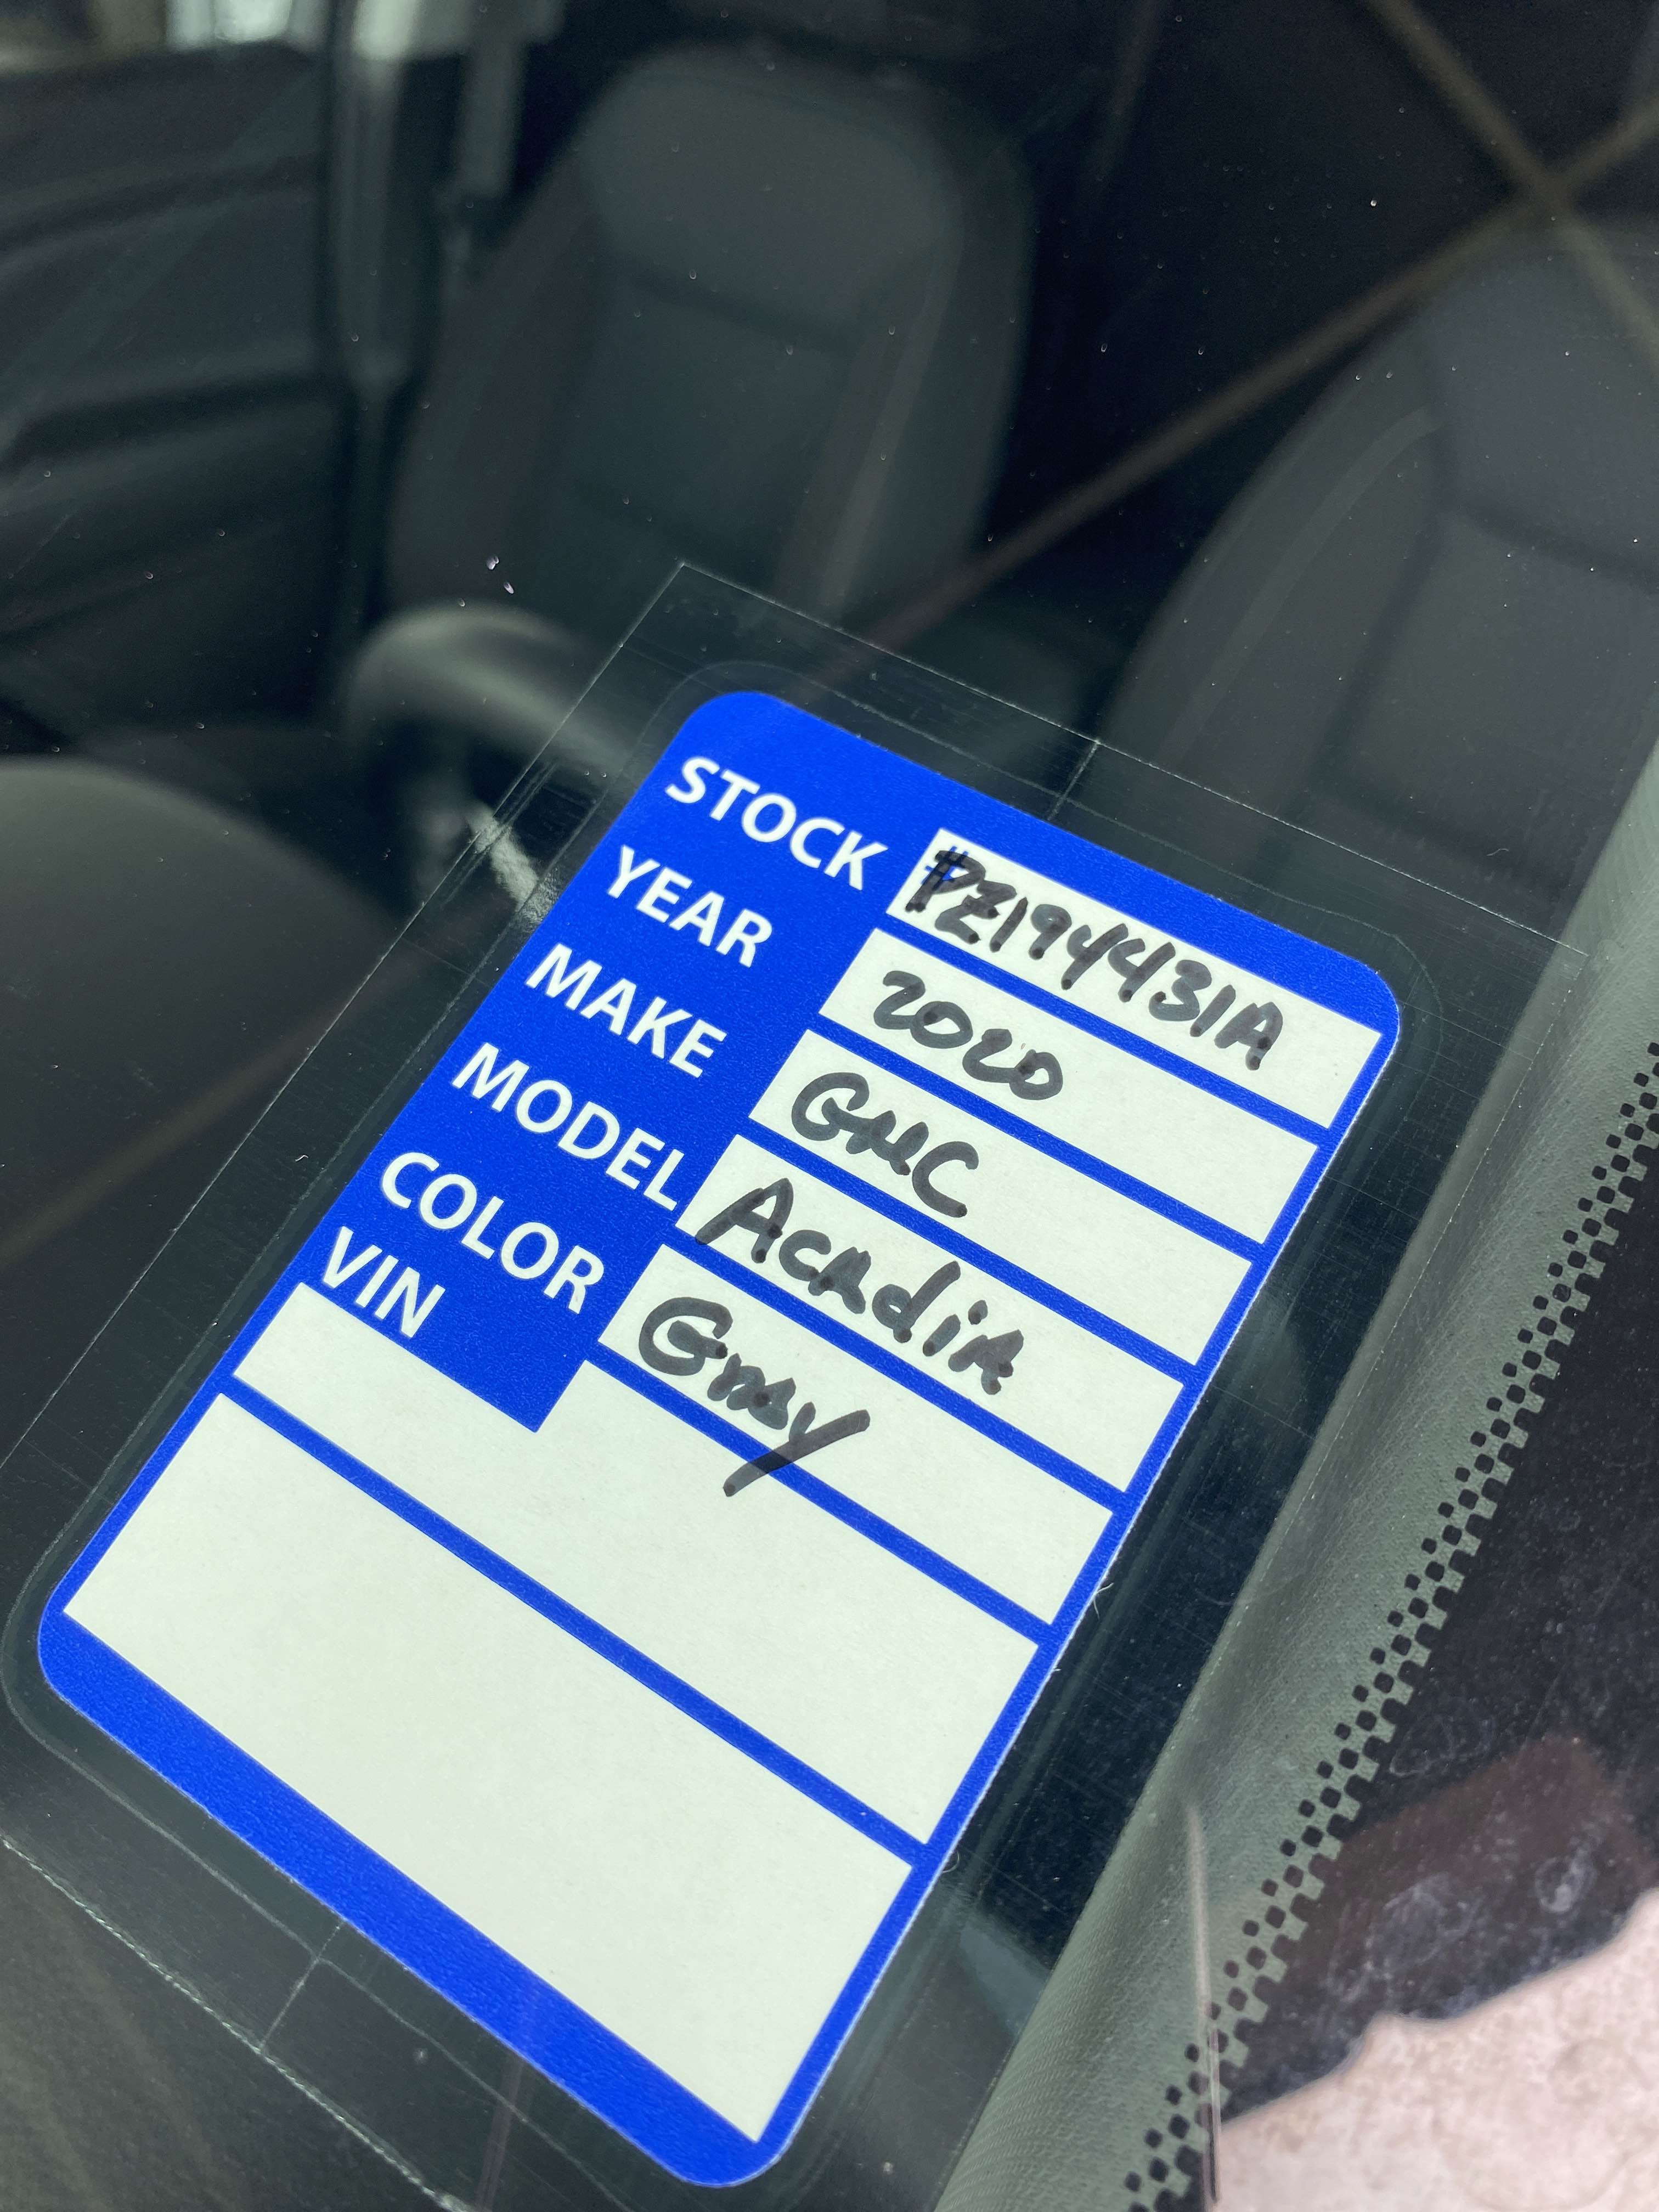 STOCK #PZ194431A
YEAR 2020
MAKE GMC
MODEL Acadia
COLOR Gray
VIN